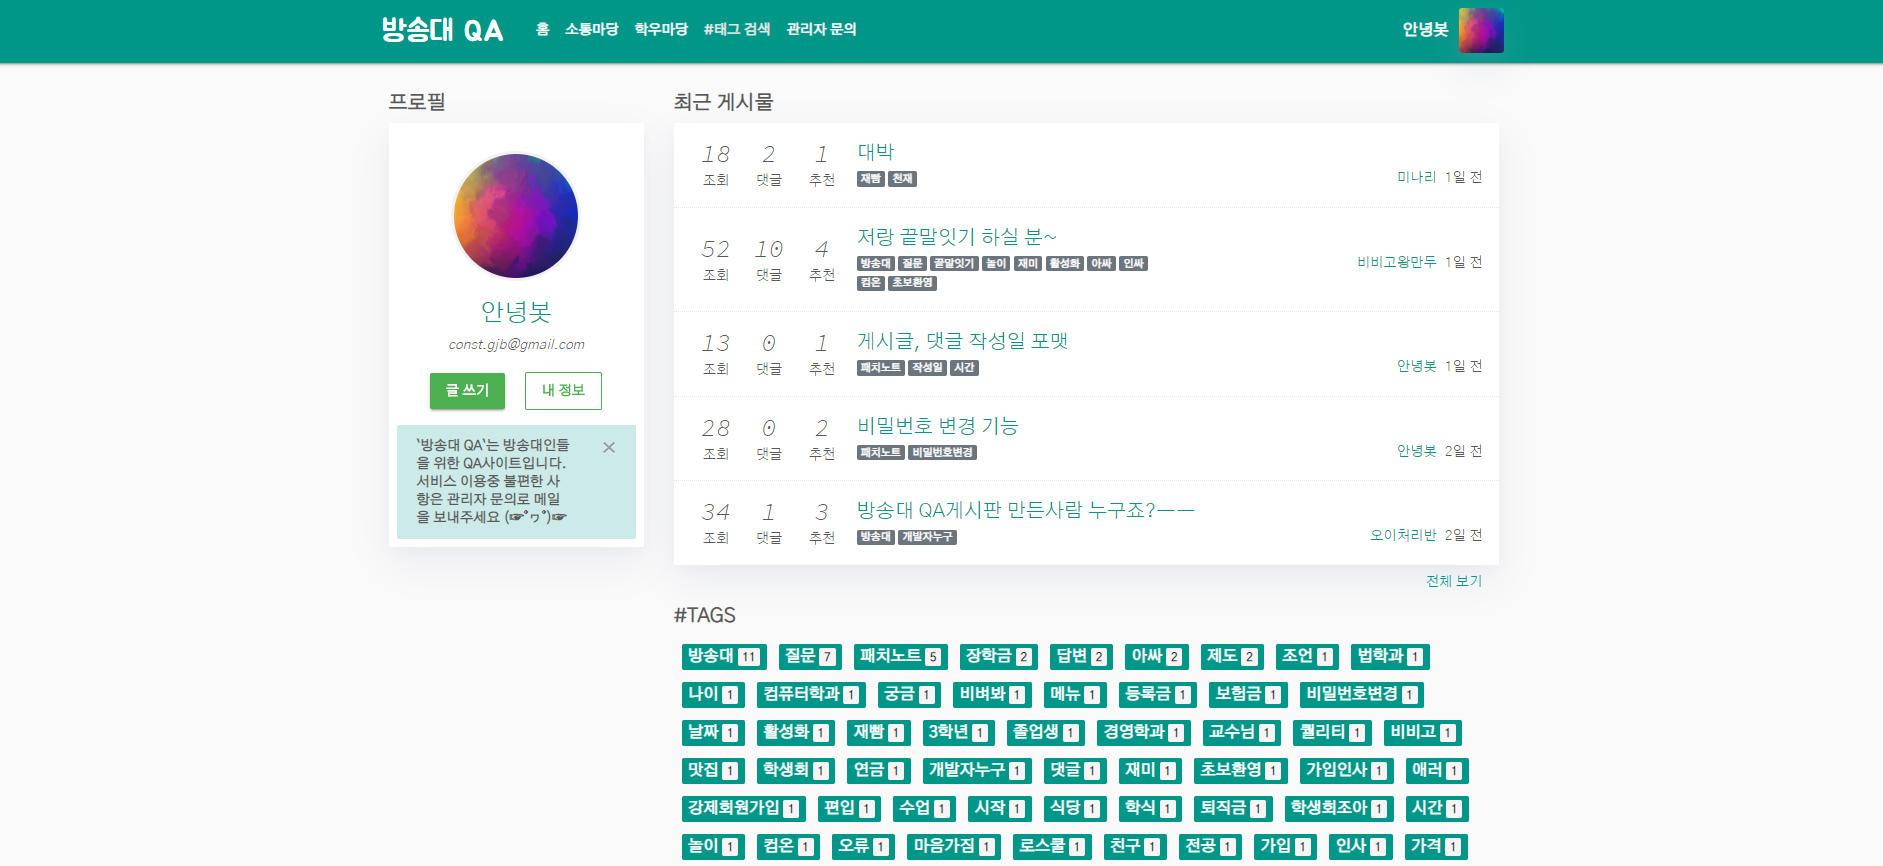 방송대 QA 홈 소통마당 학우마당 #태그 검색 관리자 문의 안녕봇
프로필
안녕봇
const.gjb@gmail.com
글 쓰기 내 정보
`방송대 QA`는 방송대인들
을 위한 QA사이트입니다.
서비스 이용중 불편한 사
항은 관리자 문의로 메일
을 보내주세요 (☞ﾟヮﾟ)☞
×
최근 게시물
18 2 1 대박
조회 댓글 추천 재빵 천재 미나리 1일 전
52 10 4 저랑 끝말잇기 하실 분~
조회 댓글 추천 방송대 질문 끝말잇기 놀이 재미 활성화 아싸 인싸 비비고왕만두 1일 전
컴온 초보환영
13 0 1 게시글, 댓글 작성일 포맷
조회 댓글 추천 패치노트 작성일 시간 안녕봇 1일 전
28 0 2 비밀번호 변경 기능
조회 댓글 추천 패치노트 비밀번호변경 안녕봇 2일 전
34 1 3 방송대 QA게시판 만든사람 누구죠?ㅡㅡ
조회 댓글 추천 방송대 개발자누구 오이처리반 2일 전
전체 보기
#TAGS
방송대 11 질문 7 패치노트 5 장학금 2 답변 2 아싸 2 제도 2 조언 1 법학과 1
나이 1 컴퓨터학과 1 궁금 1 비벼봐 1 메뉴 1 등록금 1 보험금 1 비밀번호변경 1
날짜 1 활성화 1 재빵 1 3학년 1 졸업생 1 경영학과 1 교수님 1 퀄리티 1 비비고 1
맛집 1 학생회 1 연금 1 개발자누구 1 댓글 1 재미 1 초보환영 1 가입인사 1 애러 1
강제회원가입 1 편입 1 수업 1 시작 1 식당 1 학식 1 퇴직금 1 학생회조아 1 시간 1
놀이 1 컴온 1 오류 1 마음가짐 1 로스쿨 1 친구 1 전공 1 가입 1 인사 1 가격 1